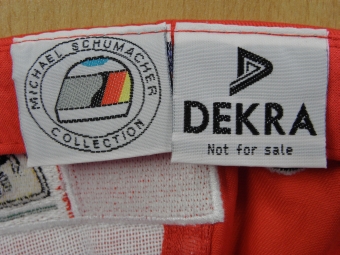 MICHAEL SCHUMACHER
COLLECTION
DEKRA
Not for sale